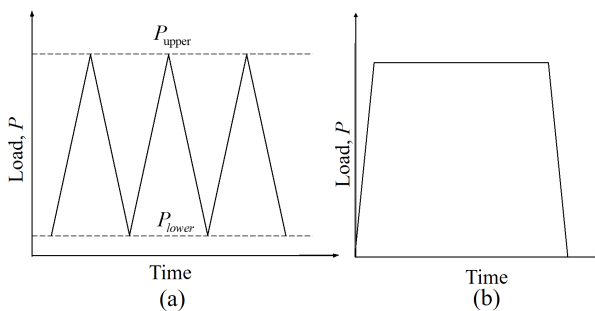 P_upper
Load, P
P_lower
Time
(a)
Load, P
Time
(b)